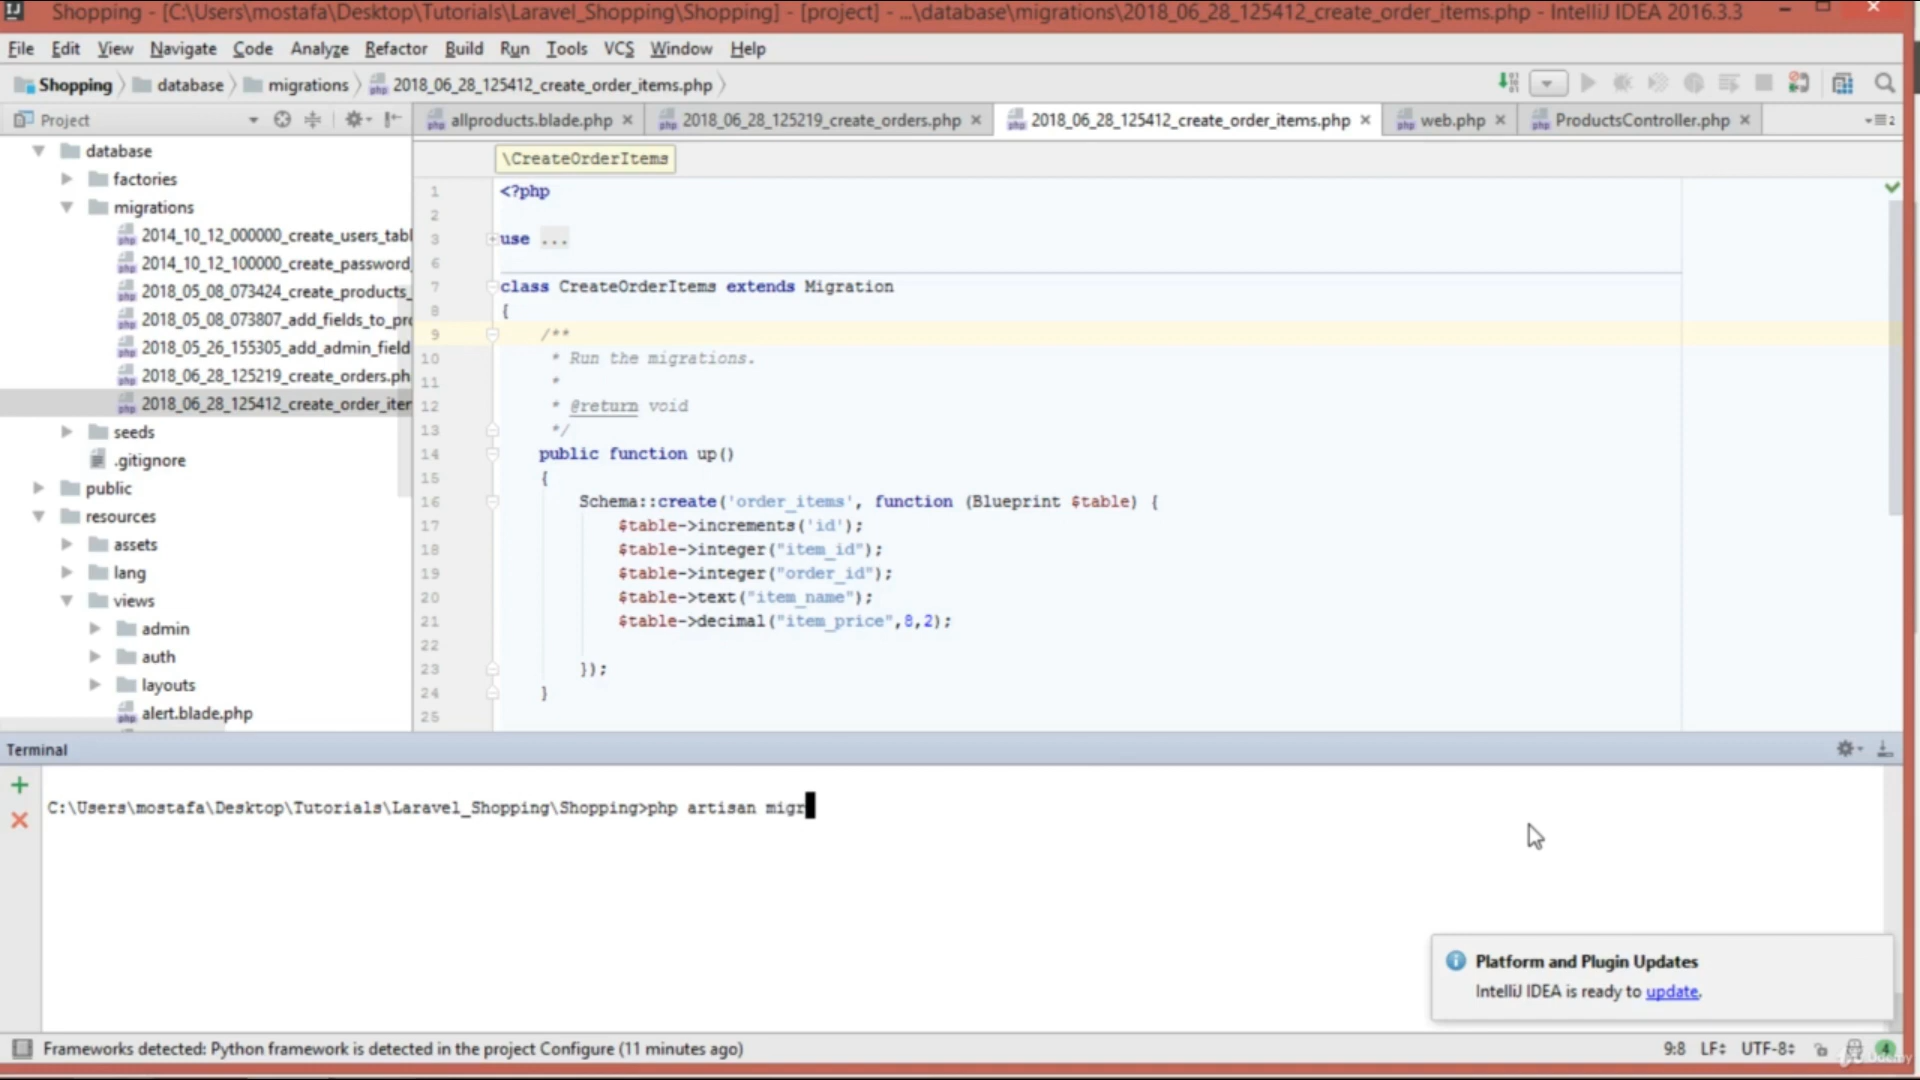 Shopping - [C:\Users\mostafa\Desktop\Tutorials\Laravel_Shopping\Shopping] - [project] - ...\database\migrations\2018_06_28_125412_create_order_items.php - IntelliJ IDEA 2016.3.3
File Edit View Navigate Code Analyze Refactor Build Run Tools VCS Window Help
Shopping database migrations 2018_06_28_125412_create_order_items.php
Project
allproducts.blade.php 2018_06_28_125219_create_orders.php 2018_06_28_125412_create_order_items.php web.php ProductsController.php
database
factories
migrations
2014_10_12_000000_create_users_tabl
2014_10_12_100000_create_password_
2018_05_08_073424_create_products_
2018_05_08_073807_add_fields_to_pro
2018_05_26_155305_add_admin_field
2018_06_28_125219_create_orders.ph
2018_06_28_125412_create_order_iter
seeds
.gitignore
public
resources
assets
lang
views
admin
auth
layouts
alert.blade.php
\CreateOrderItems
1 <?php
2
3 use ...
6
7 class CreateOrderItems extends Migration
8 {
9 /**
10 * Run the migrations.
11 *
12 * @return void
13 */
14 public function up()
15 {
16 Schema::create('order_items', function (Blueprint $table) {
17 $table->increments('id');
18 $table->integer("item_id");
19 $table->integer("order_id");
20 $table->text("item_name");
21 $table->decimal("item_price",8,2);
22
23 });
24 }
25
Terminal
C:\Users\mostafa\Desktop\Tutorials\Laravel_Shopping\Shopping>php artisan migr
Platform and Plugin Updates
IntelliJ IDEA is ready to update.
Frameworks detected: Python framework is detected in the project Configure (11 minutes ago)
9:8 LF UTF-8 4